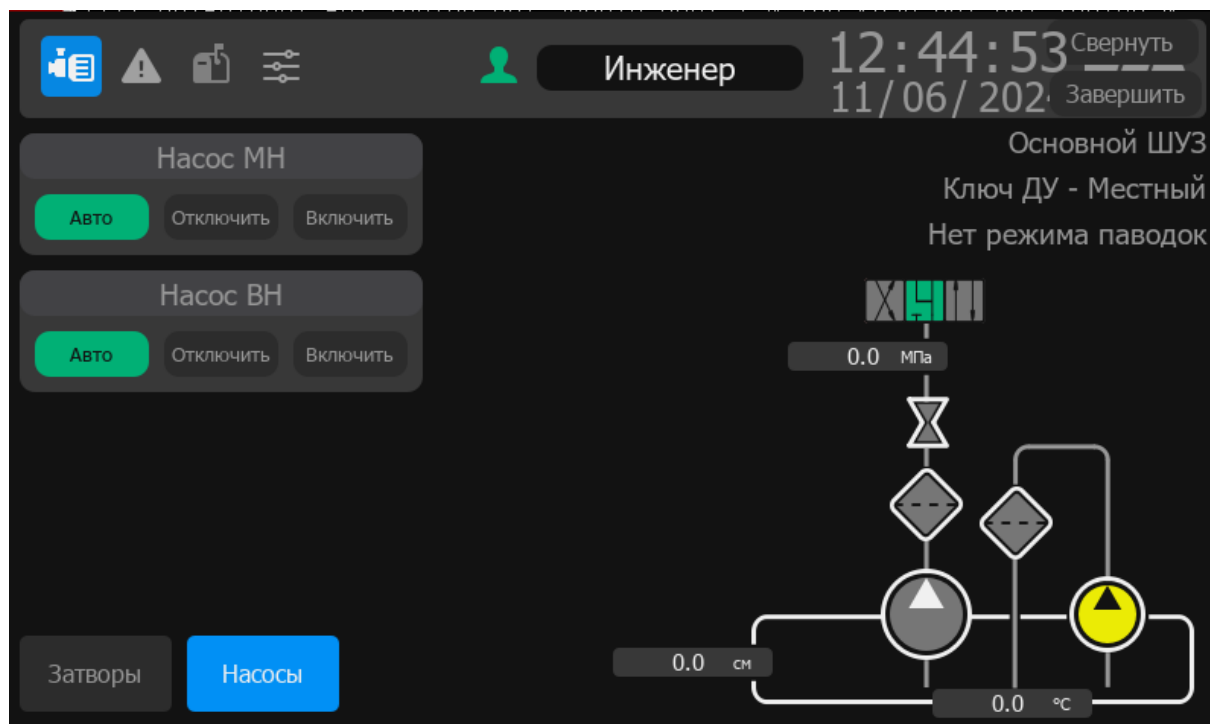 Инженер
12:44:53
Свернуть
11/06/202
Завершить
Основной ШУЗ
Ключ ДУ - Местный
Нет режима паводок
Насос МН
Авто Отключить Включить
Насос ВН
Авто Отключить Включить
0.0 МПа
0.0 см
0.0 °C
Затворы Насосы